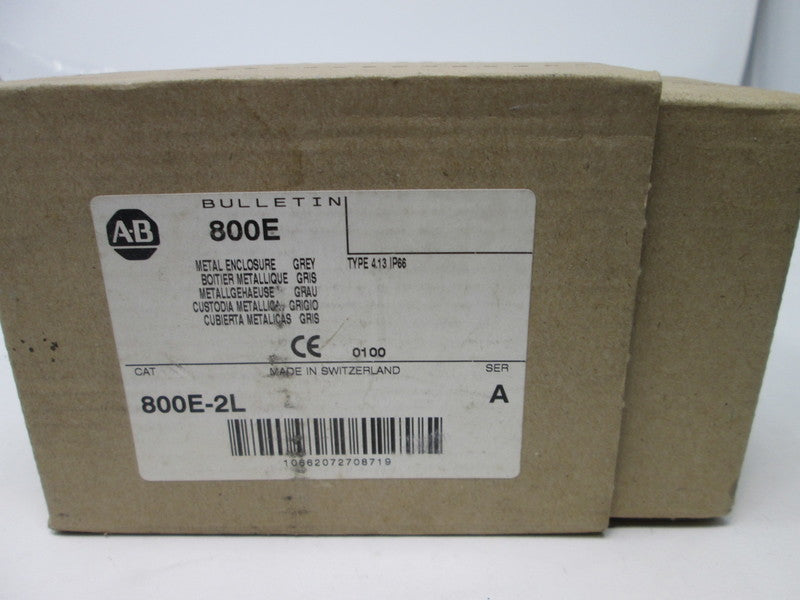 BULLETIN
A·B
800E
METAL ENCLOSURE GREY
TYPE 4.13 IP66
BOITIER METALLIQUE GRIS
METALLGEHAEUSE GRAU
CUSTODIA METALLICA GRIGIO
CUBIERTA METALICAS GRIS
CE 0100
CAT MADE IN SWITZERLAND SER
800E-2L A
10662072708719